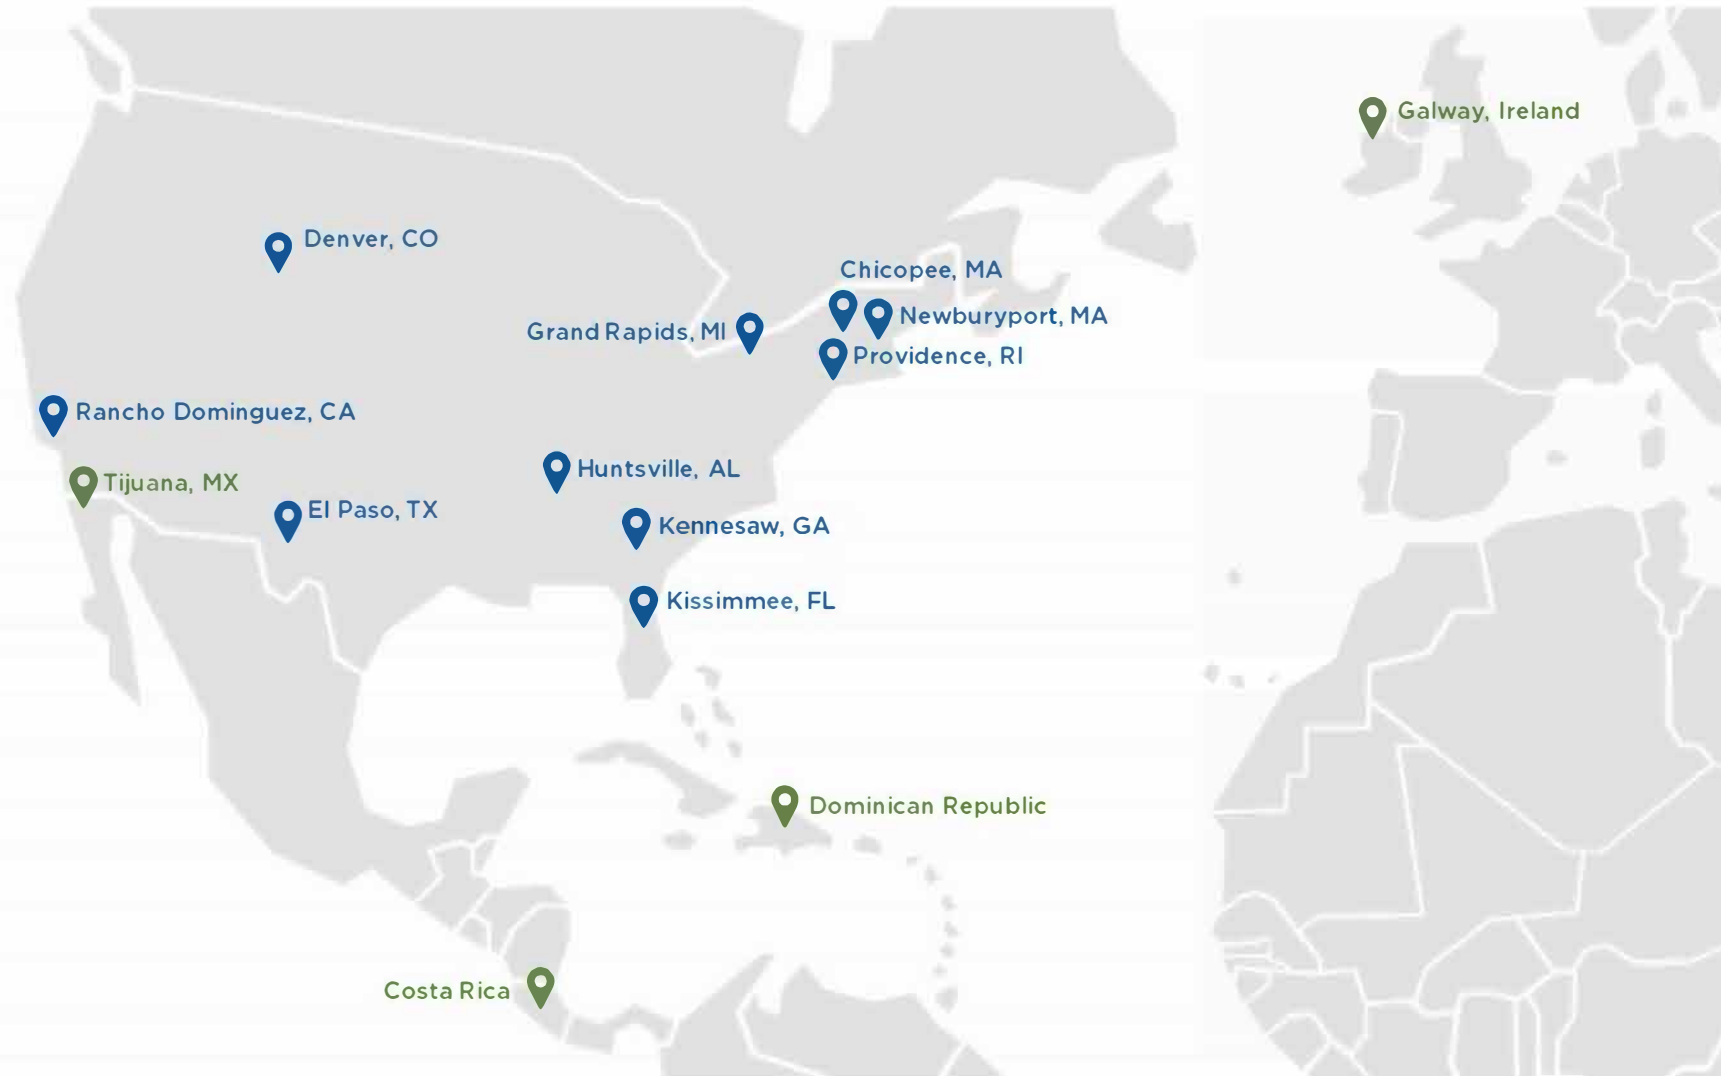 Galway, Ireland
Denver, CO
Chicopee, MA
Newburyport, MA
Grand Rapids, MI
Providence, RI
Rancho Dominguez, CA
Huntsville, AL
Tijuana, MX
El Paso, TX
Kennesaw, GA
Kissimmee, FL
Dominican Republic
Costa Rica